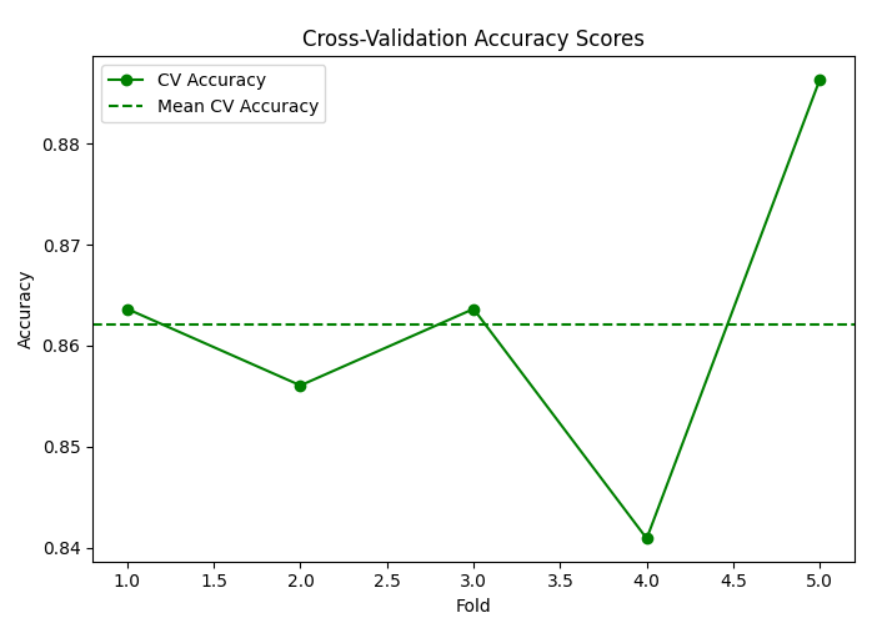 Cross-Validation Accuracy Scores
CV Accuracy
Mean CV Accuracy
0.88
0.87
0.86
0.85
0.84
Accuracy
1.0 1.5 2.0 2.5 3.0 3.5 4.0 4.5 5.0
Fold